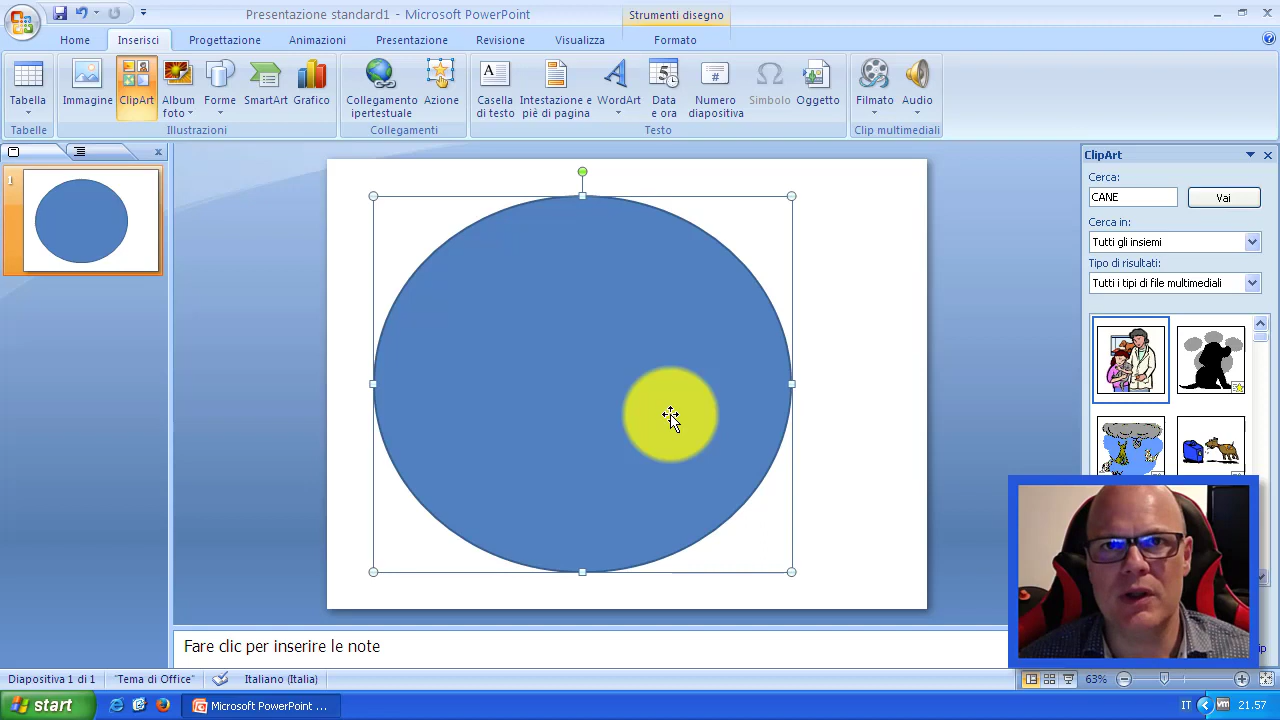 Presentazione standard1 - Microsoft PowerPoint
Strumenti disegno
Home
Inserisci
Progettazione
Animazioni
Presentazione
Revisione
Visualizza
Formato
Tabella
Immagine
ClipArt
Album foto
Forme
SmartArt
Grafico
Collegamento ipertestuale
Azione
Casella di testo
Intestazione e piè di pagina
WordArt
Data e ora
Numero diapositiva
Simbolo
Oggetto
Filmato
Audio
Tabelle
Illustrazioni
Collegamenti
Testo
Clip multimediali
1
ClipArt
Cerca:
CANE
Vai
Cerca in:
Tutti gli insiemi
Tipo di risultati:
Tutti i tipi di file multimediali
Fare clic per inserire le note
Diapositiva 1 di 1
"Tema di Office"
Italiano (Itali
63%
start
Microsoft PowerPoint ...
IT
21.57